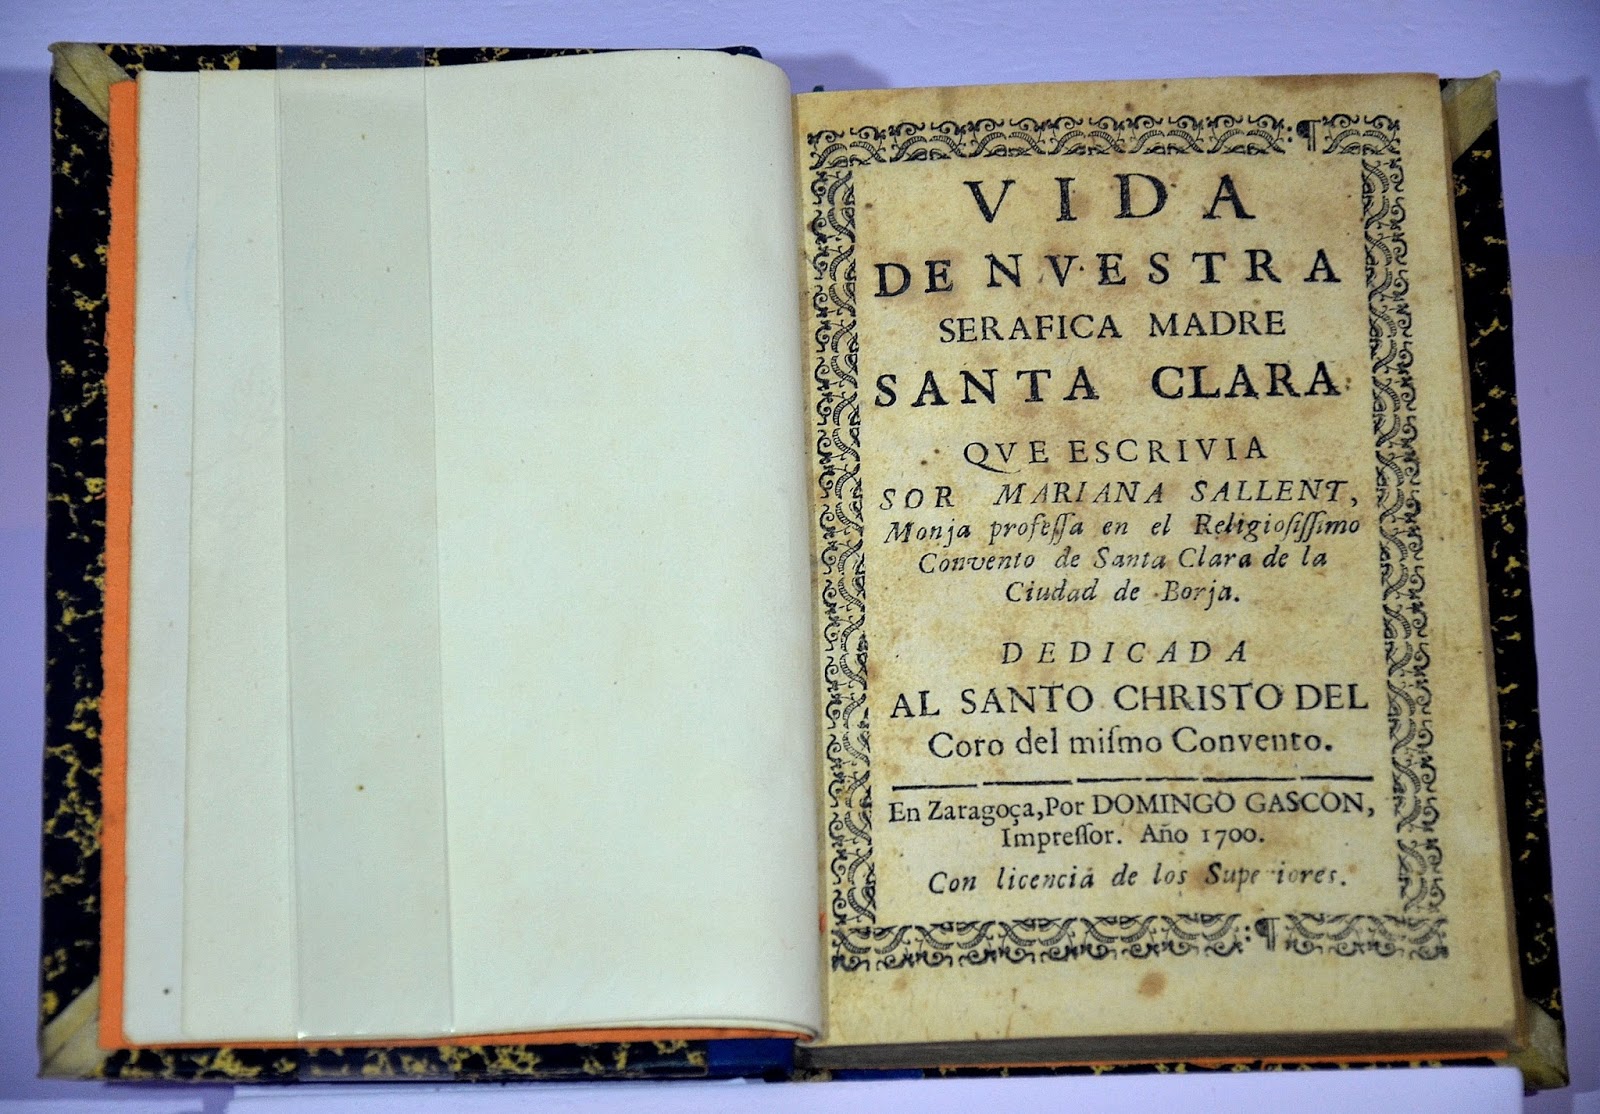 VIDA
DE NVESTRA
SERAFICA MADRE
SANTA CLARA
QVE ESCRIVIA
SOR MARIANA SALLENT,
Monja profeſſa en el Religioſiſſimo
Convento de Santa Clara de la
Ciudad de Borja.
DEDICADA
AL SANTO CHRISTO DEL
Coro del miſmo Convento.
En Zaragoça, Por DOMINGO GASCON,
Impreſſor. Año 1700.
Con licencia de los Superiores.